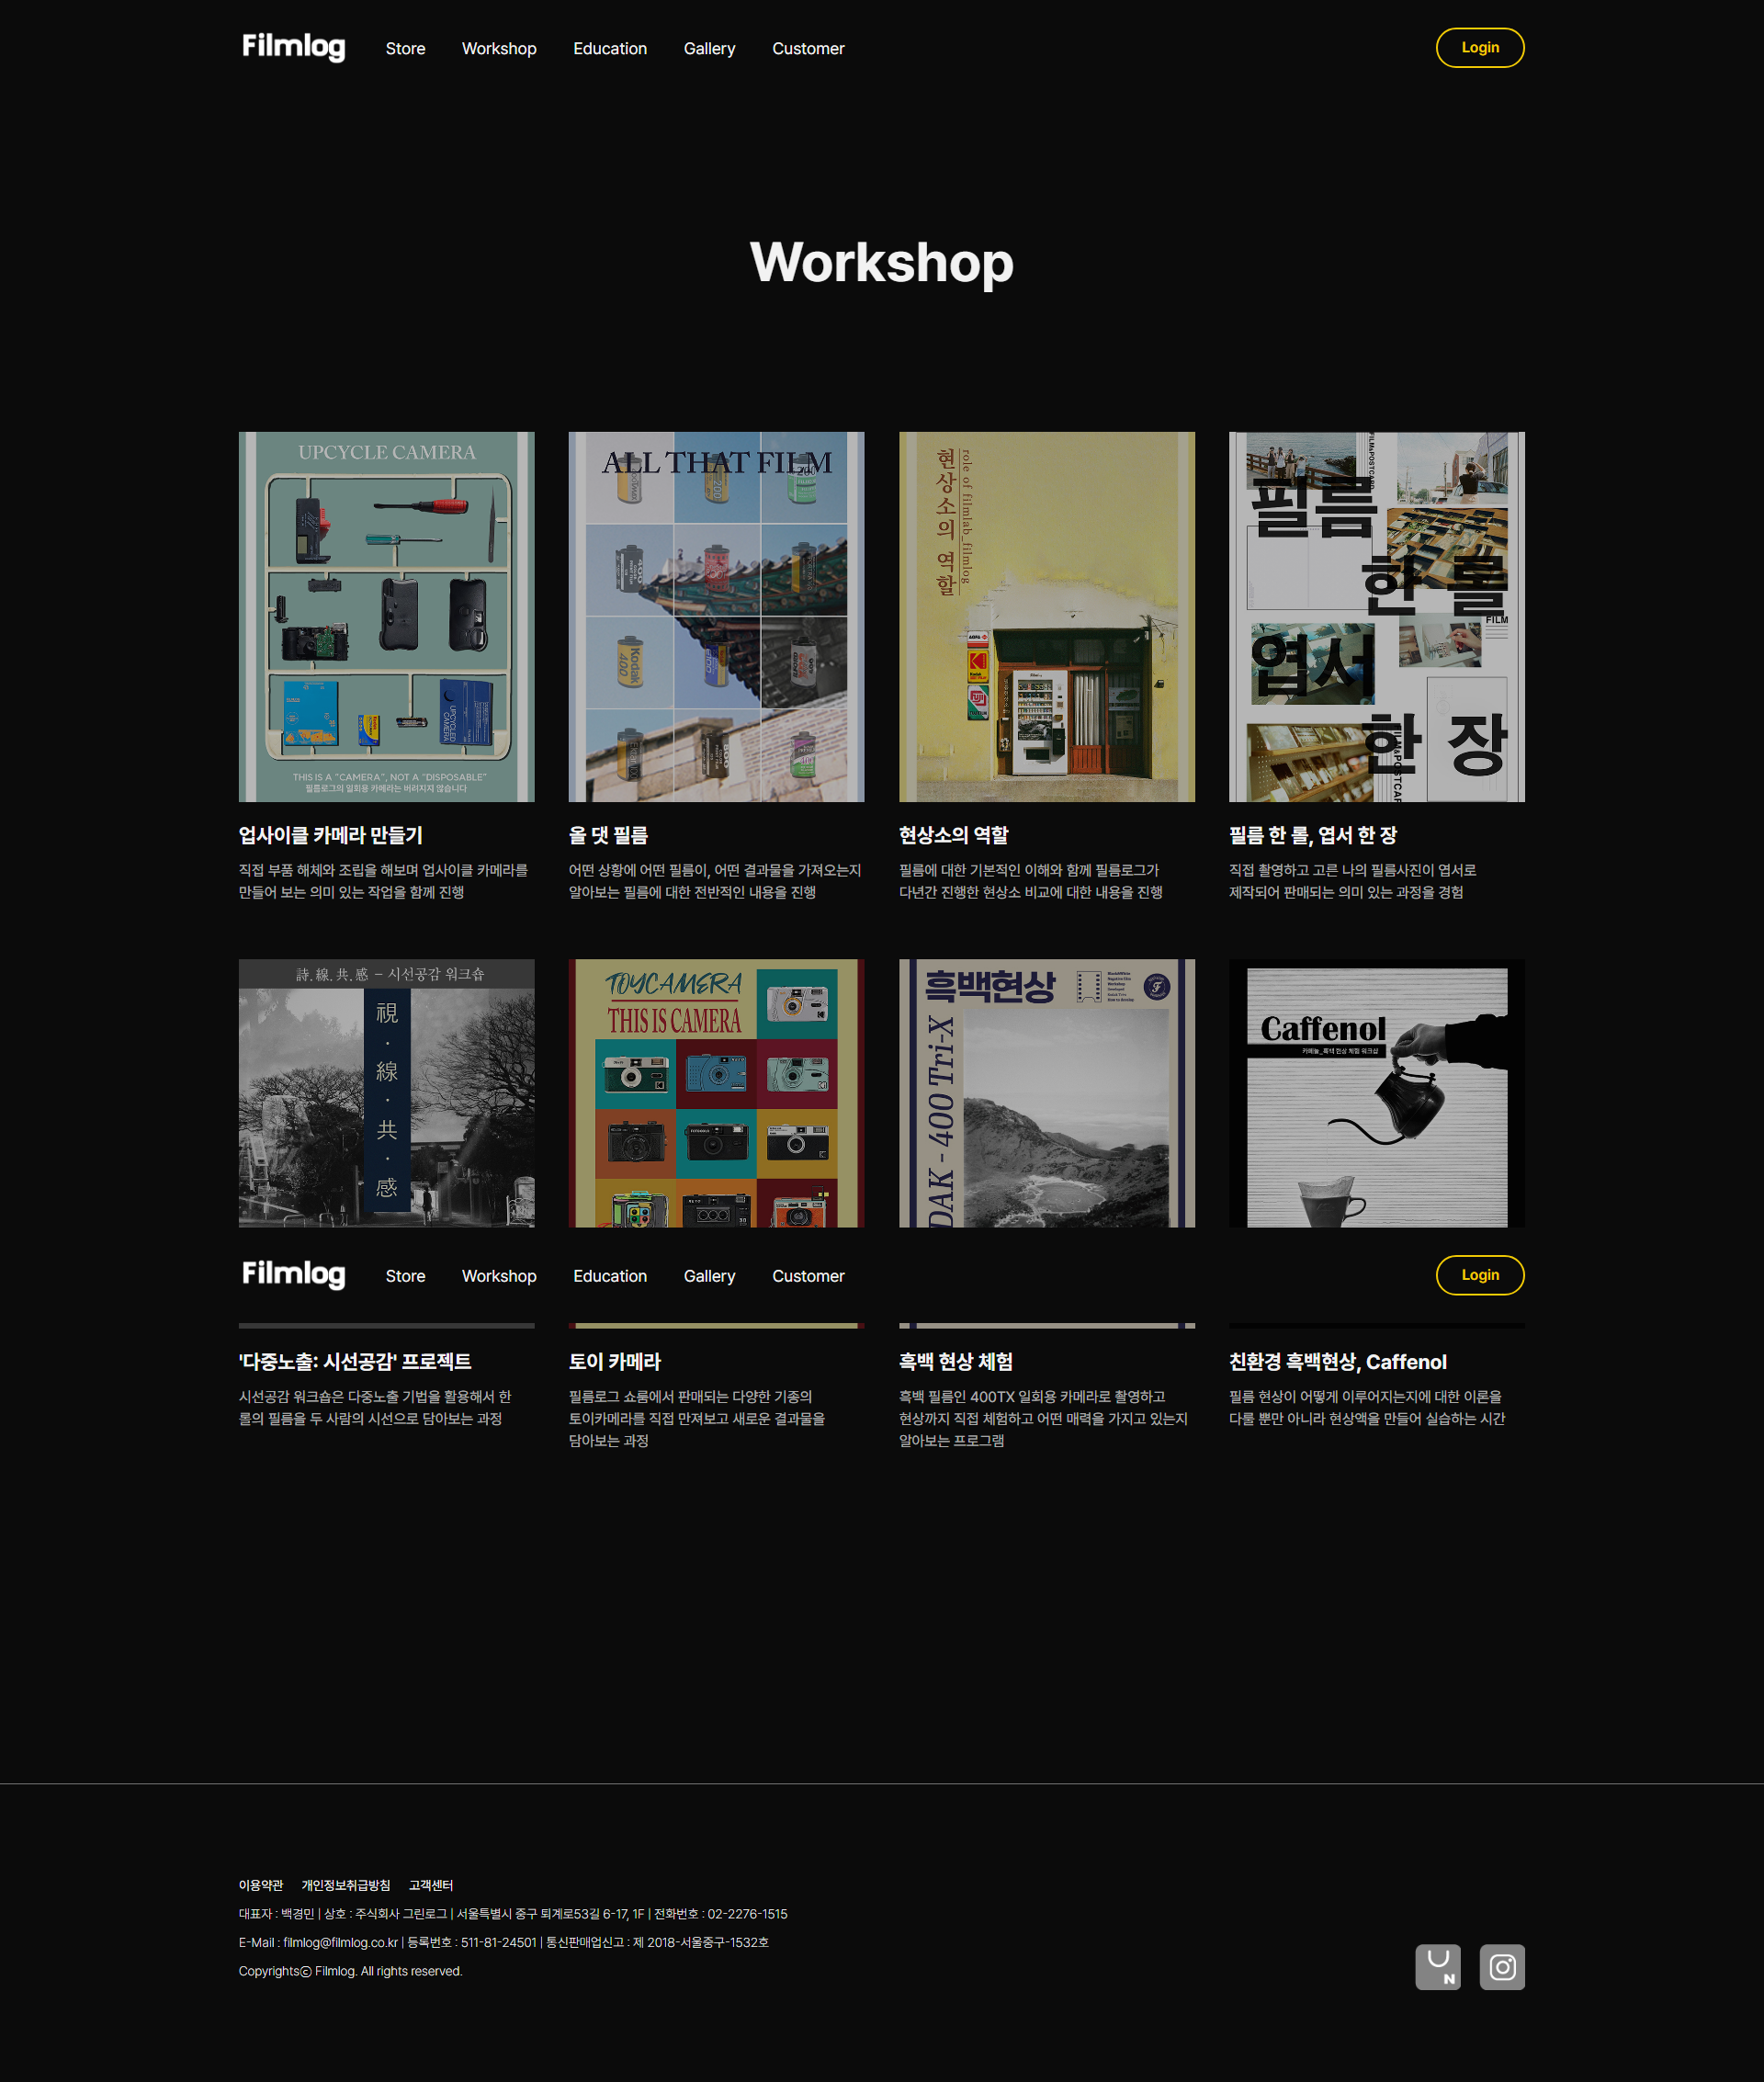 Filmlog
Store
Workshop
Education
Gallery
Customer
Login
Workshop
UPCYCLE CAMERA
UPCYCLED CAMERA
THIS IS A "CAMERA", NOT A "DISPOSABLE"
필름로그의 일회용 카메라는 버려지지 않습니다
업사이클 카메라 만들기
직접 부품 해체와 조립을 해보며 업사이클 카메라를
만들어 보는 의미 있는 작업을 함께 진행
ALL THAT FILM
200
200
400
Kodak
400
올 댓 필름
어떤 상황에 어떤 필름이, 어떤 결과물을 가져오는지
알아보는 필름에 대한 전반적인 내용을 진행
현상소의 역할
role of filmlab_filmlog
현상소의 역할
필름에 대한 기본적인 이해와 함께 필름로그가
다년간 진행한 현상소 비교에 대한 내용을 진행
필름
한 롤
FILM
엽서
한 장
필름 한 롤, 엽서 한 장
직접 촬영하고 고른 나의 필름사진이 엽서로
제작되어 판매되는 의미 있는 과정을 경험
詩.線.共.感 – 시선공감 워크숍
視·線·共·感
'다중노출: 시선공감' 프로젝트
시선공감 워크숍은 다중노출 기법을 활용해서 한
롤의 필름을 두 사람의 시선으로 담아보는 과정
TOYCAMERA
THIS IS CAMERA
토이 카메라
필름로그 쇼룸에서 판매되는 다양한 기종의
토이카메라를 직접 만져보고 새로운 결과물을
담아보는 과정
흑백현상
DAK - 400 Tri-X
흑백 현상 체험
흑백 필름인 400TX 일회용 카메라로 촬영하고
현상까지 직접 체험하고 어떤 매력을 가지고 있는지
알아보는 프로그램
Caffenol
카페놀_흑백 현상 체험 워크샵
친환경 흑백현상, Caffenol
필름 현상이 어떻게 이루어지는지에 대한 이론을
다룰 뿐만 아니라 현상액을 만들어 실습하는 시간
Filmlog
Store
Workshop
Education
Gallery
Customer
Login
이용약관
개인정보취급방침
고객센터
대표자 : 백경민 | 상호 : 주식회사 그린로그 | 서울특별시 중구 퇴계로53길 6-17, 1F | 전화번호 : 02-2276-1515
E-Mail : filmlog@filmlog.co.kr | 등록번호 : 511-81-24501 | 통신판매업신고 : 제 2018-서울중구-1532호
Copyrightsⓒ Filmlog. All rights reserved.
N